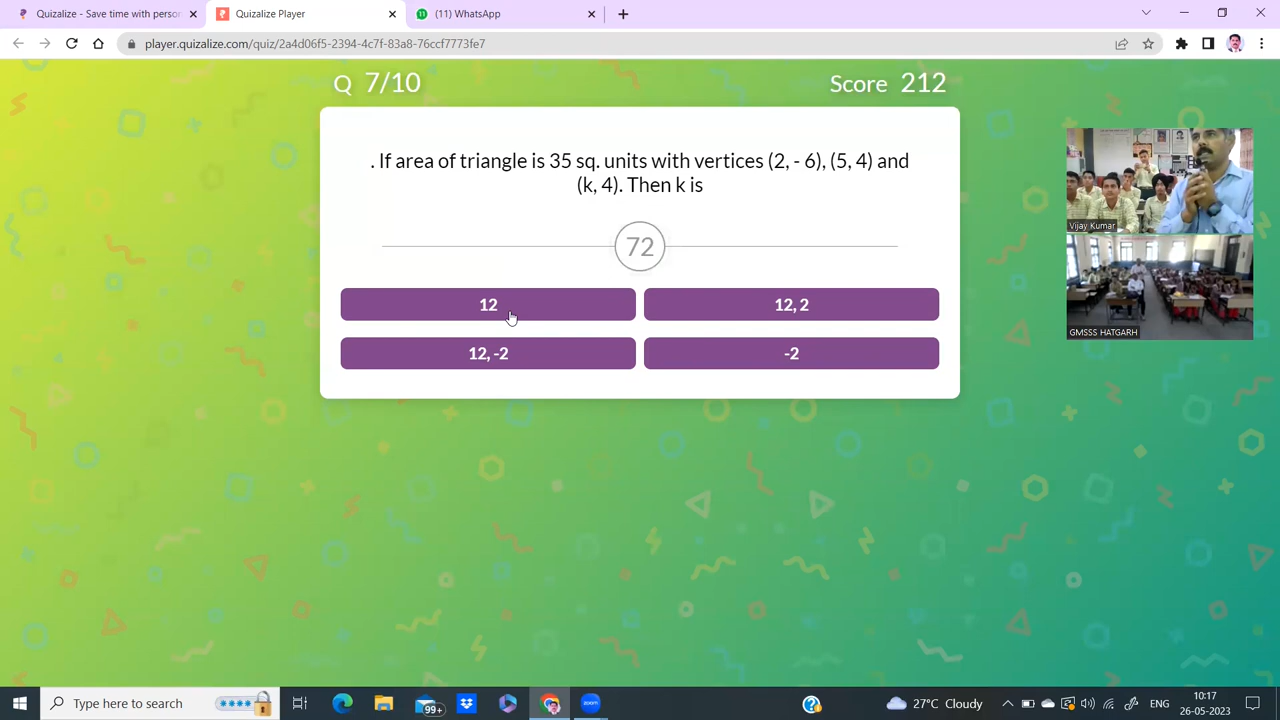 Quizalize - Save time with person
Quizalize Player
(11) WhatsApp
player.quizalize.com/quiz/2a4d06f5-2394-4c7f-83a8-76ccf7773fe7
Q 7/10
Score 212
. If area of triangle is 35 sq. units with vertices (2, - 6), (5, 4) and
(k, 4). Then k is
72
12
12, 2
12, -2
-2
Vijay Kumar
GMSSS HATGARH
Type here to search
99+
zoom
27°C Cloudy
ENG
10:17
26-05-2023